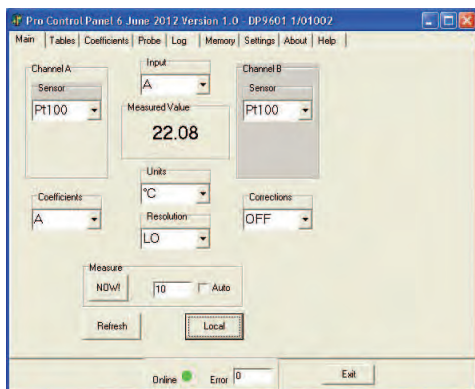 Pro Control Panel 6 June 2012 Version 1.0 - DP9601 1/01002
Main Tables Coefficients Probe Log Memory Settings About Help
Channel A
Sensor
Pt100
Input
A
Measured Value
22.08
Channel B
Sensor
Pt100
Units
°C
Coefficients
A
Resolution
LO
Corrections
OFF
Measure
NOW! 10 Auto
Refresh Local
Online Error 0 Exit